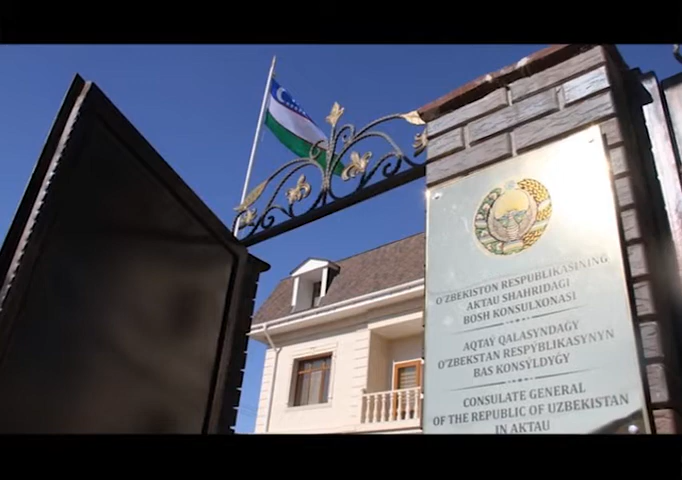 O'ZBEKISTON RESPUBLIKASINING
AKTAU SHAHRIDAGI
BOSH KONSULXONASI
AQTAÝ QALASYNDAGY
O'ZBEKSTAN RESPÝBLIKASYNYN
BAS KONSÝLDYǴY
CONSULATE GENERAL
OF THE REPUBLIC OF UZBEKISTAN
IN AKTAU